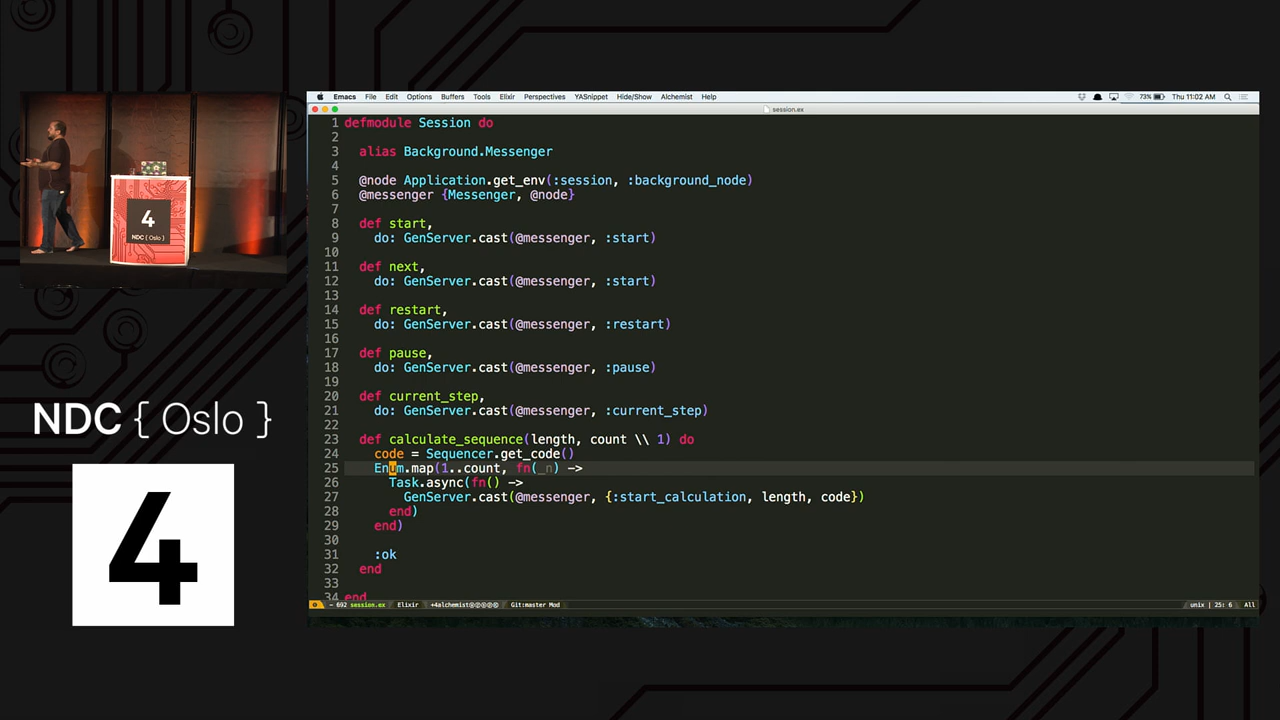 Emacs File Edit Options Buffers Tools Elixir Perspectives YASnippet Hide/Show Alchemist Help 73% Thu 11:02 AM
session.ex
1 defmodule Session do
2
3 alias Background.Messenger
4
5 @node Application.get_env(:session, :background_node)
6 @messenger {Messenger, @node}
7
8 def start,
9 do: GenServer.cast(@messenger, :start)
10
11 def next,
12 do: GenServer.cast(@messenger, :start)
13
14 def restart,
15 do: GenServer.cast(@messenger, :restart)
16
17 def pause,
18 do: GenServer.cast(@messenger, :pause)
19
20 def current_step,
21 do: GenServer.cast(@messenger, :current_step)
22
23 def calculate_sequence(length, count \\ 1) do
24 code = Sequencer.get_code()
25 Enum.map(1..count, fn(_n) ->
26 Task.async(fn() ->
27 GenServer.cast(@messenger, {:start_calculation, length, code})
28 end)
29 end)
30
31 :ok
32 end
33
34 end
- 692 session.ex Elixir +4alchemist Git:master Mod unix | 25: 6 All
4
NDC { Oslo }
NDC { Oslo }
4